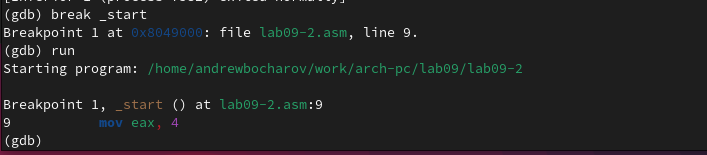 (gdb) break _start
Breakpoint 1 at 0x8049000: file lab09-2.asm, line 9.
(gdb) run
Starting program: /home/andrewbocharov/work/arch-pc/lab09/lab09-2

Breakpoint 1, _start () at lab09-2.asm:9
9           mov eax, 4
(gdb)